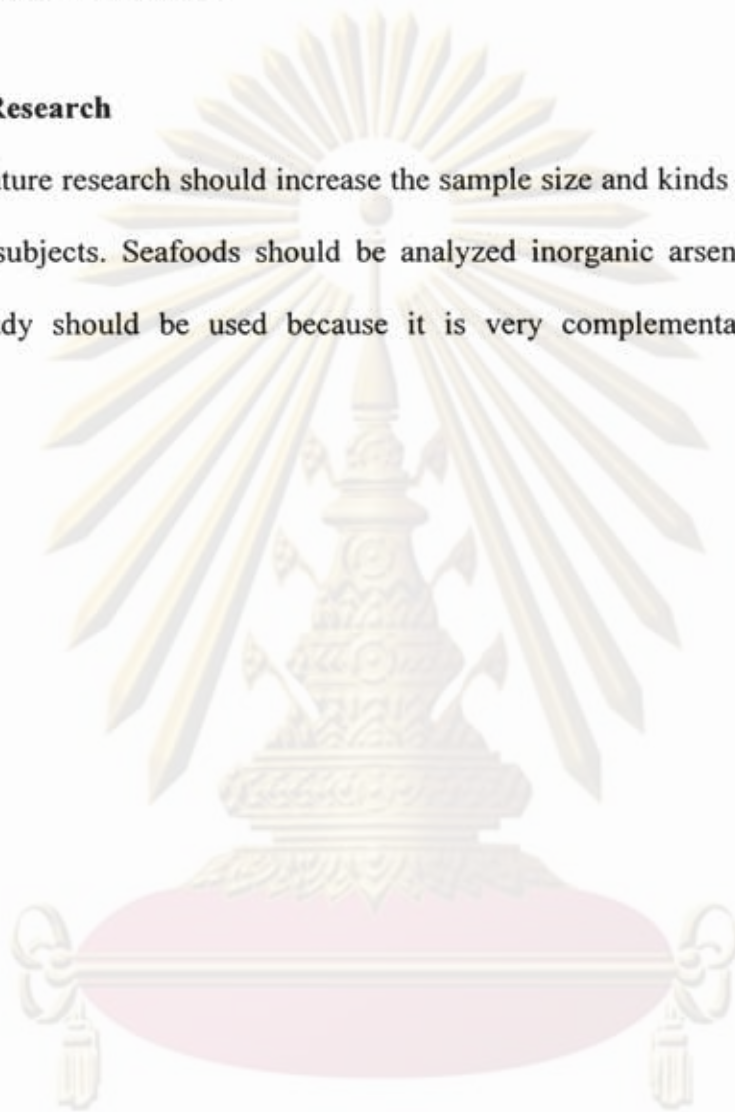 Research
ture research should increase the sample size and kinds
subjects. Seafoods should be analyzed inorganic arsen
dy should be used because it is very complementa